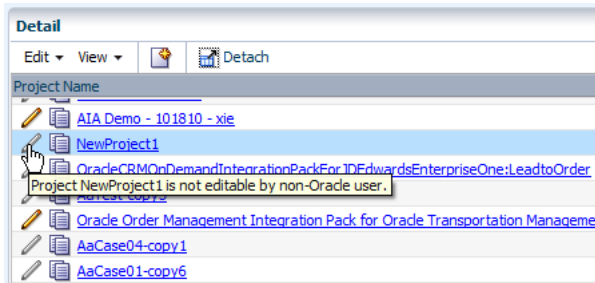 Detail
Edit View Detach
Project Name
AIA Demo - 101810 - xie
NewProject1
OracleCRMOnDemandIntegrationPackForJDEdwardsEnterpriseOne:LeadtoOrder
Project NewProject1 is not editable by non-Oracle user.
Oracle Order Management Integration Pack for Oracle Transportation Manageme
AaCase04-copy1
AaCase01-copy6